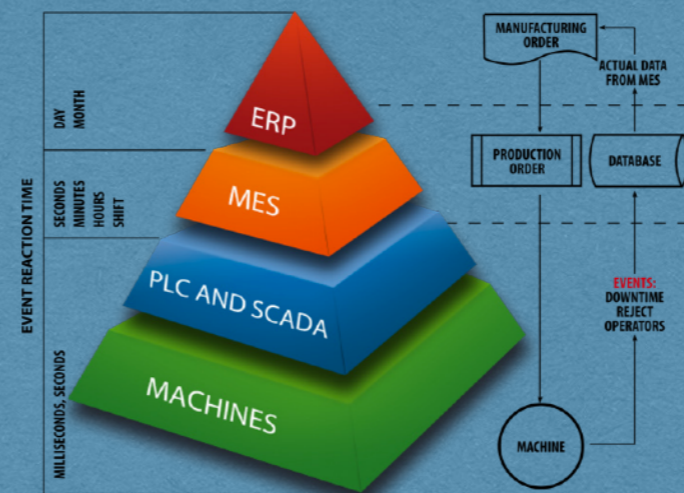 EVENT REACTION TIME
DAY
MONTH
SECONDS
MINUTES
HOURS
SHIFT
MILLISECONDS, SECONDS
ERP
MES
PLC AND SCADA
MACHINES
MANUFACTURING
ORDER
ACTUAL DATA
FROM MES
PRODUCTION
ORDER
DATABASE
EVENTS:
DOWNTIME
REJECT
OPERATORS
MACHINE